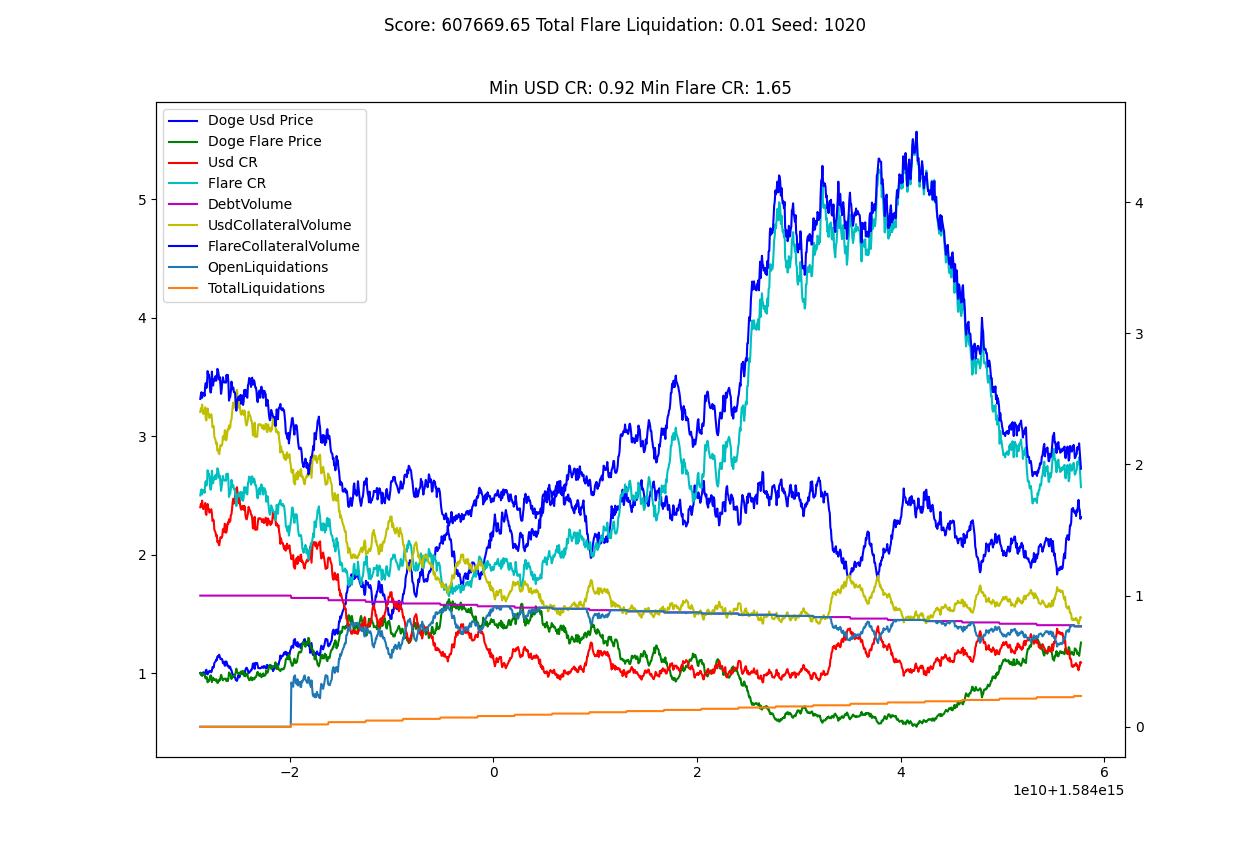 Score: 607669.65 Total Flare Liquidation: 0.01 Seed: 1020
Min USD CR: 0.92 Min Flare CR: 1.65
Doge Usd Price
Doge Flare Price
Usd CR
Flare CR
DebtVolume
UsdCollateralVolume
FlareCollateralVolume
OpenLiquidations
TotalLiquidations
5
4
3
2
1
4
3
2
1
0
−2
0
2
4
6
1e10+1.584e15